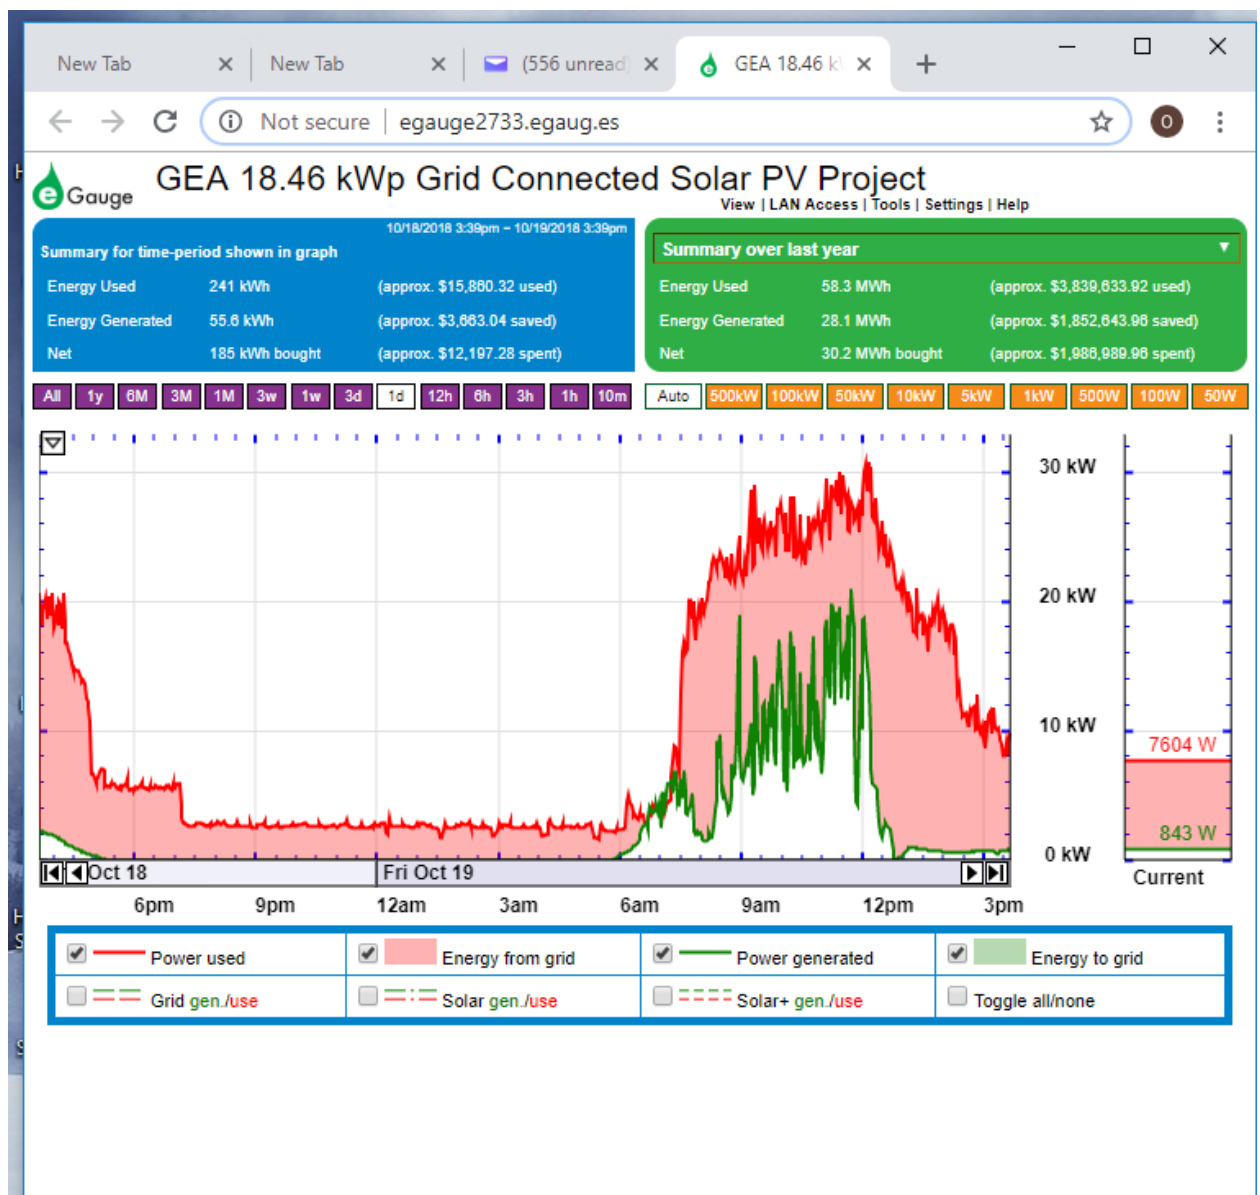 New Tab New Tab (556 unread) GEA 18.46 k
Not secure egauge2733.egaug.es O
e Gauge GEA 18.46 kWp Grid Connected Solar PV Project
View | LAN Access | Tools | Settings | Help
10/18/2018 3:39pm – 10/19/2018 3:39pm
Summary for time-period shown in graph
Energy Used 241 kWh (approx. $15,860.32 used)
Energy Generated 55.6 kWh (approx. $3,663.04 saved)
Net 185 kWh bought (approx. $12,197.28 spent)
Summary over last year
Energy Used 58.3 MWh (approx. $3,839,633.92 used)
Energy Generated 28.1 MWh (approx. $1,852,643.96 saved)
Net 30.2 MWh bought (approx. $1,986,989.96 spent)
All 1y 6M 3M 1M 3w 1w 3d 1d 12h 6h 3h 1h 10m Auto 500kW 100kW 50kW 10kW 5kW 1kW 500W 100W 50W
30 kW
20 kW
10 kW
0 kW
7604 W
843 W
Current
Oct 18 Fri Oct 19
6pm 9pm 12am 3am 6am 9am 12pm 3pm
Power used Energy from grid Power generated Energy to grid
Grid gen./use Solar gen./use Solar+ gen./use Toggle all/none